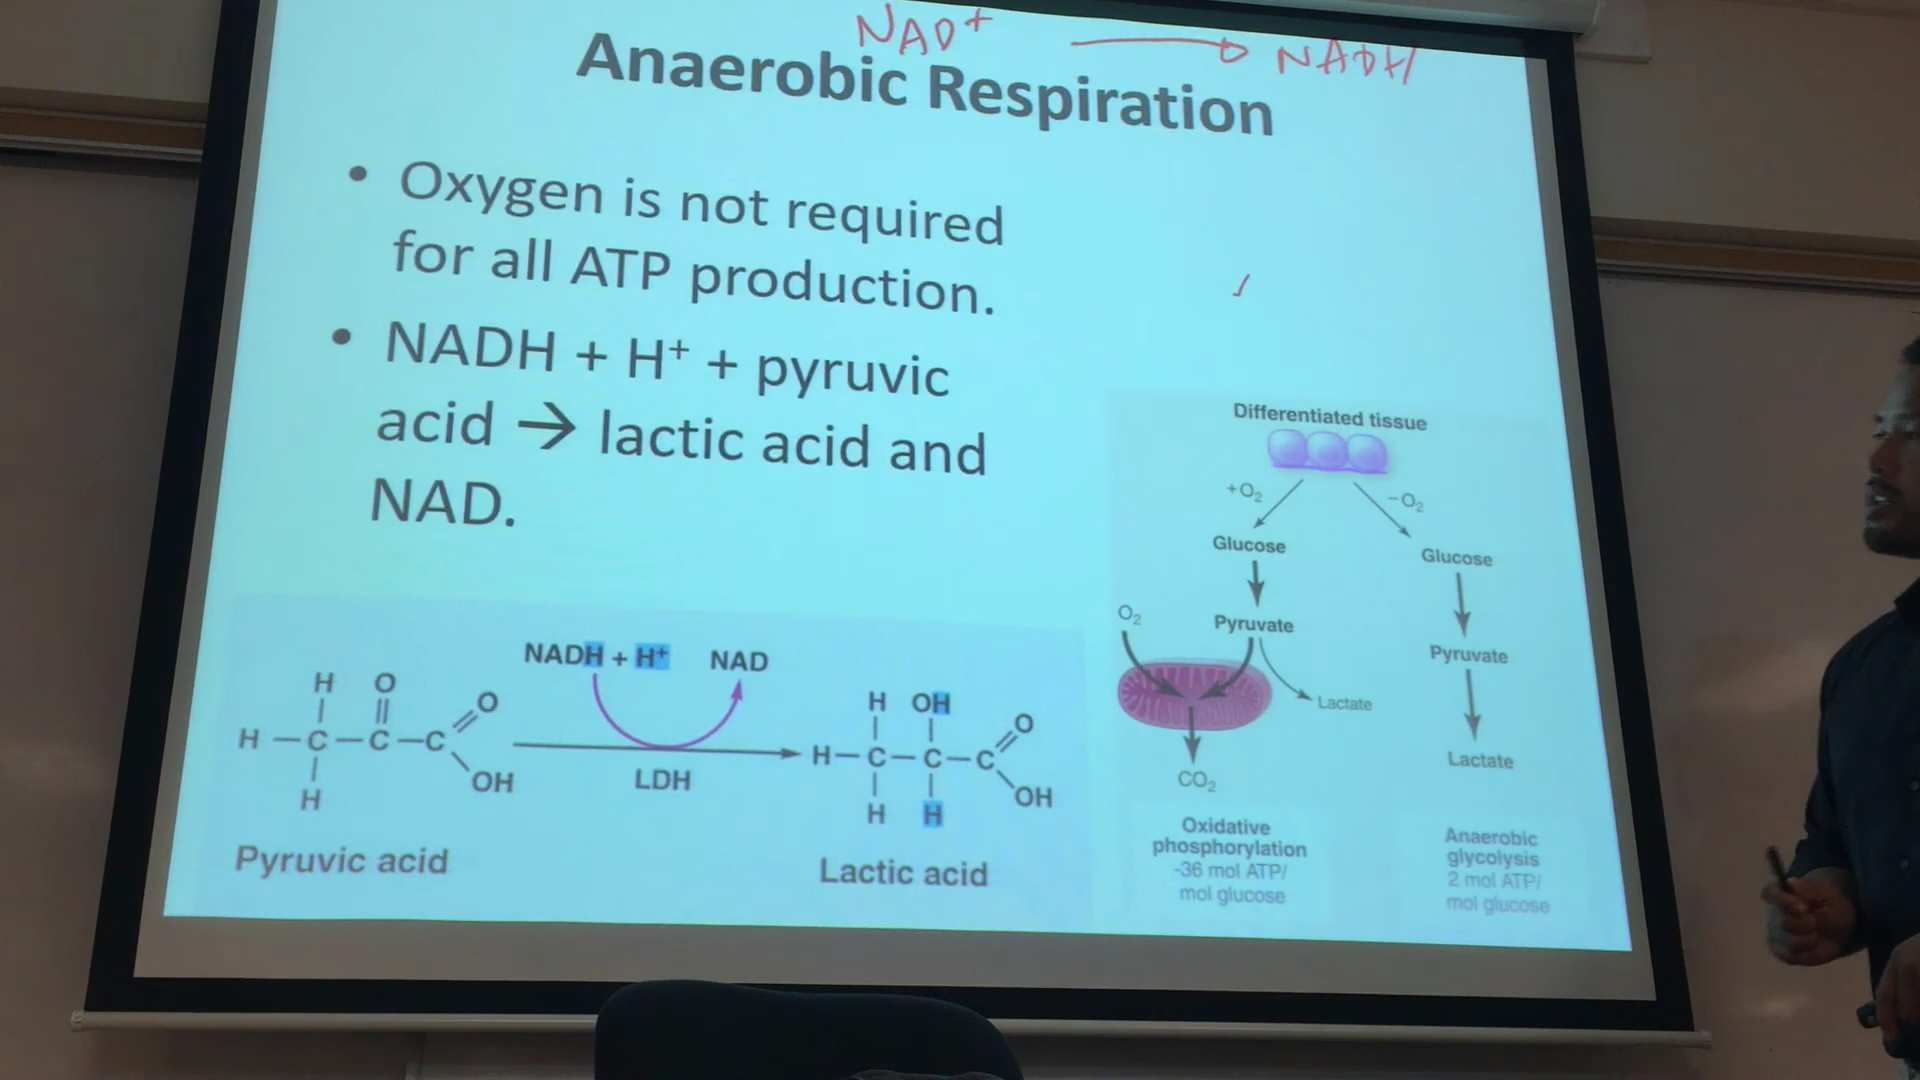 NAD+ → NADH
Anaerobic Respiration
• Oxygen is not required
for all ATP production.
• NADH + H+ + pyruvic
acid → lactic acid and
NAD.
NADH + H+ NAD
H O
O
H — C — C — C
OH
H
LDH
Pyruvic acid
H OH
O
H — C — C — C
OH
H H
Lactic acid
Differentiated tissue
+O2 −O2
Glucose
Glucose
O2
Pyruvate
Pyruvate
Lactate
Lactate
CO2
Oxidative
phosphorylation
-36 mol ATP/
mol glucose
Anaerobic
glycolysis
2 mol ATP/
mol glucose